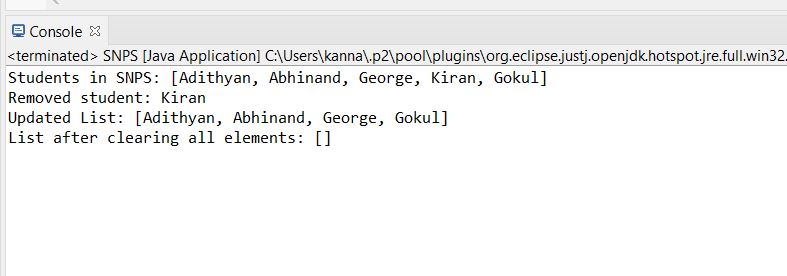 Console
<terminated> SNPS [Java Application] C:\Users\kanna\.p2\pool\plugins\org.eclipse.justj.openjdk.hotspot.jre.full.win32.
Students in SNPS: [Adithyan, Abhinand, George, Kiran, Gokul]
Removed student: Kiran
Updated List: [Adithyan, Abhinand, George, Gokul]
List after clearing all elements: []